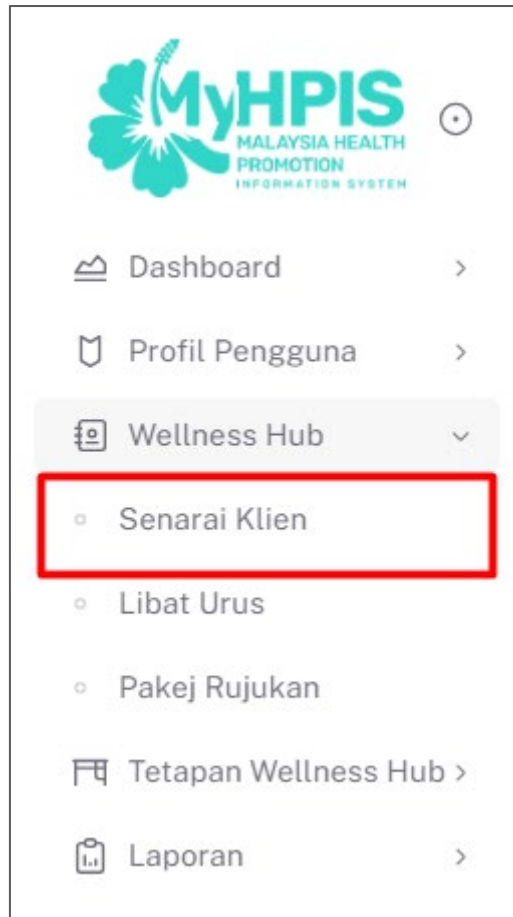 MyHPIS
MALAYSIA HEALTH
PROMOTION
INFORMATION SYSTEM
Dashboard
Profil Pengguna
Wellness Hub
Senarai Klien
Libat Urus
Pakej Rujukan
Tetapan Wellness Hub
Laporan